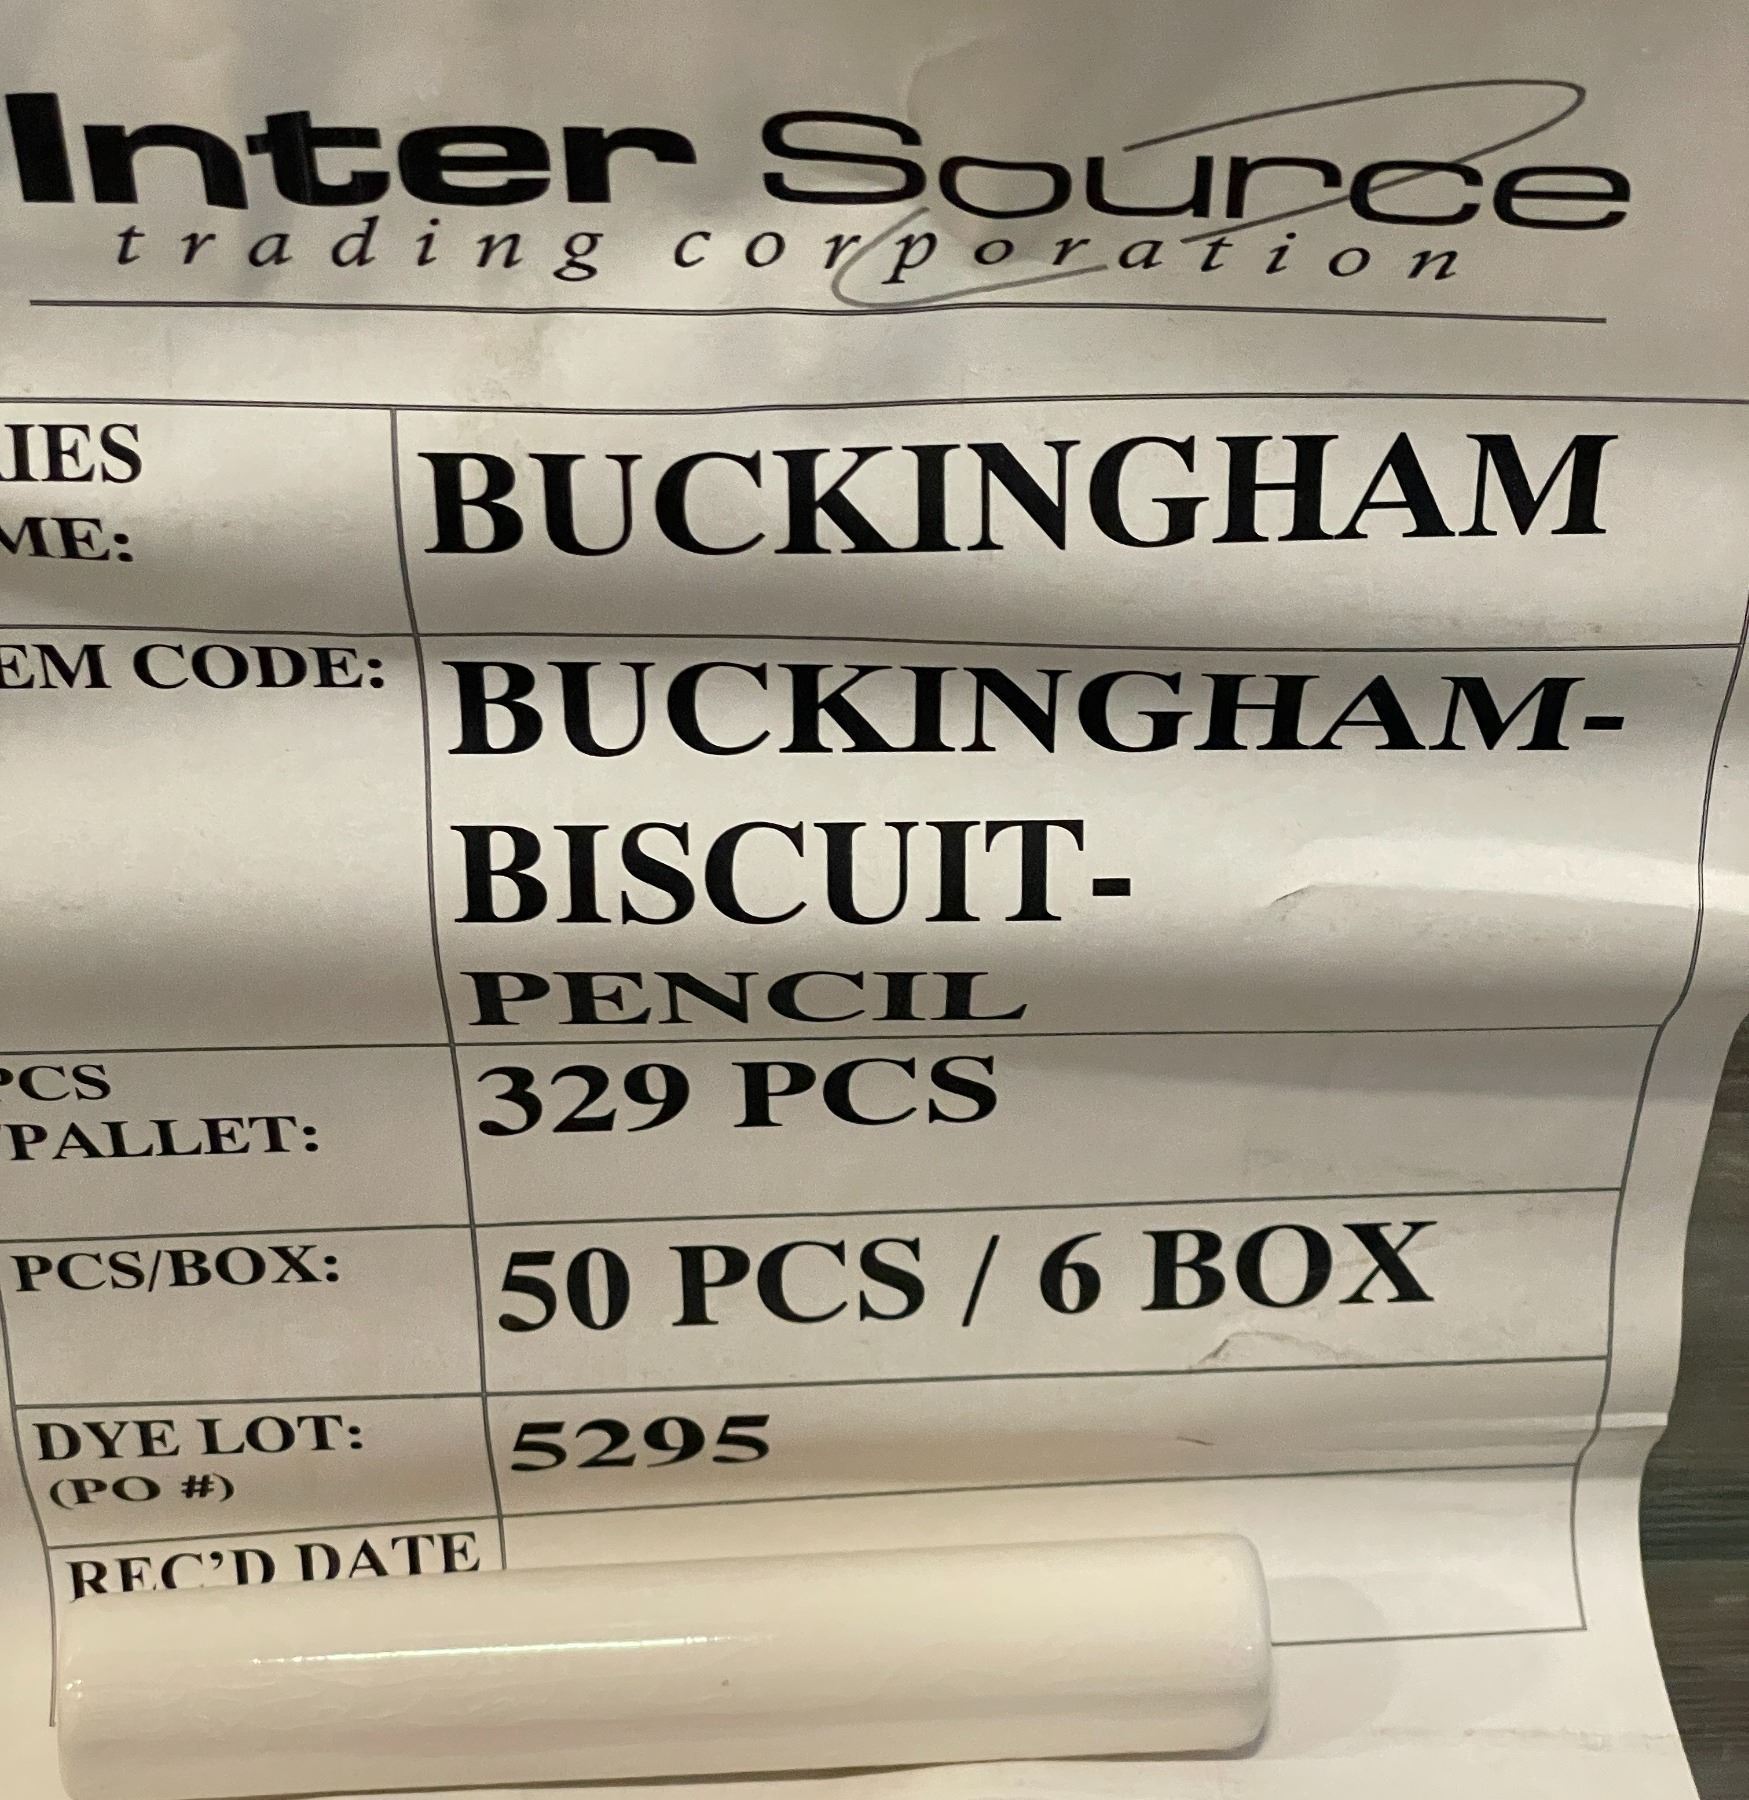 Inter Source
trading corporation
IES
ME:
BUCKINGHAM
EM CODE:
BUCKINGHAM-
BISCUIT-
PENCIL
PCS
/PALLET:
329 PCS
PCS/BOX:
50 PCS / 6 BOX
DYE LOT:
(PO #)
5295
REC'D DATE